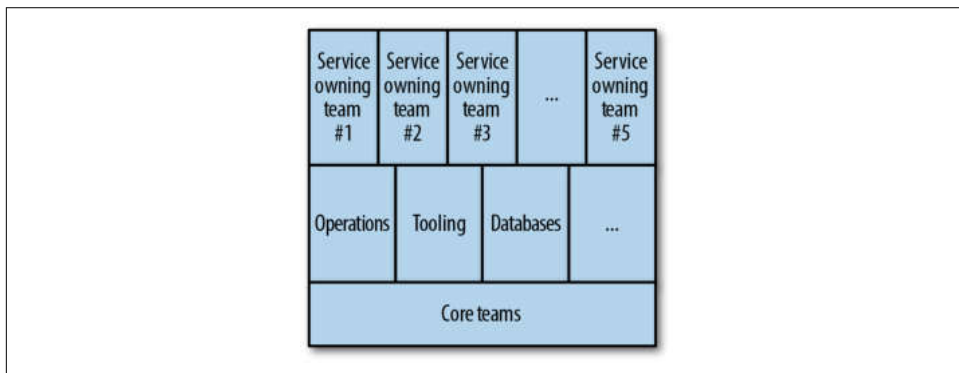 Service
owning
team
#1
Service
owning
team
#2
Service
owning
team
#3
...
Service
owning
team
#5
Operations
Tooling
Databases
...
Core teams